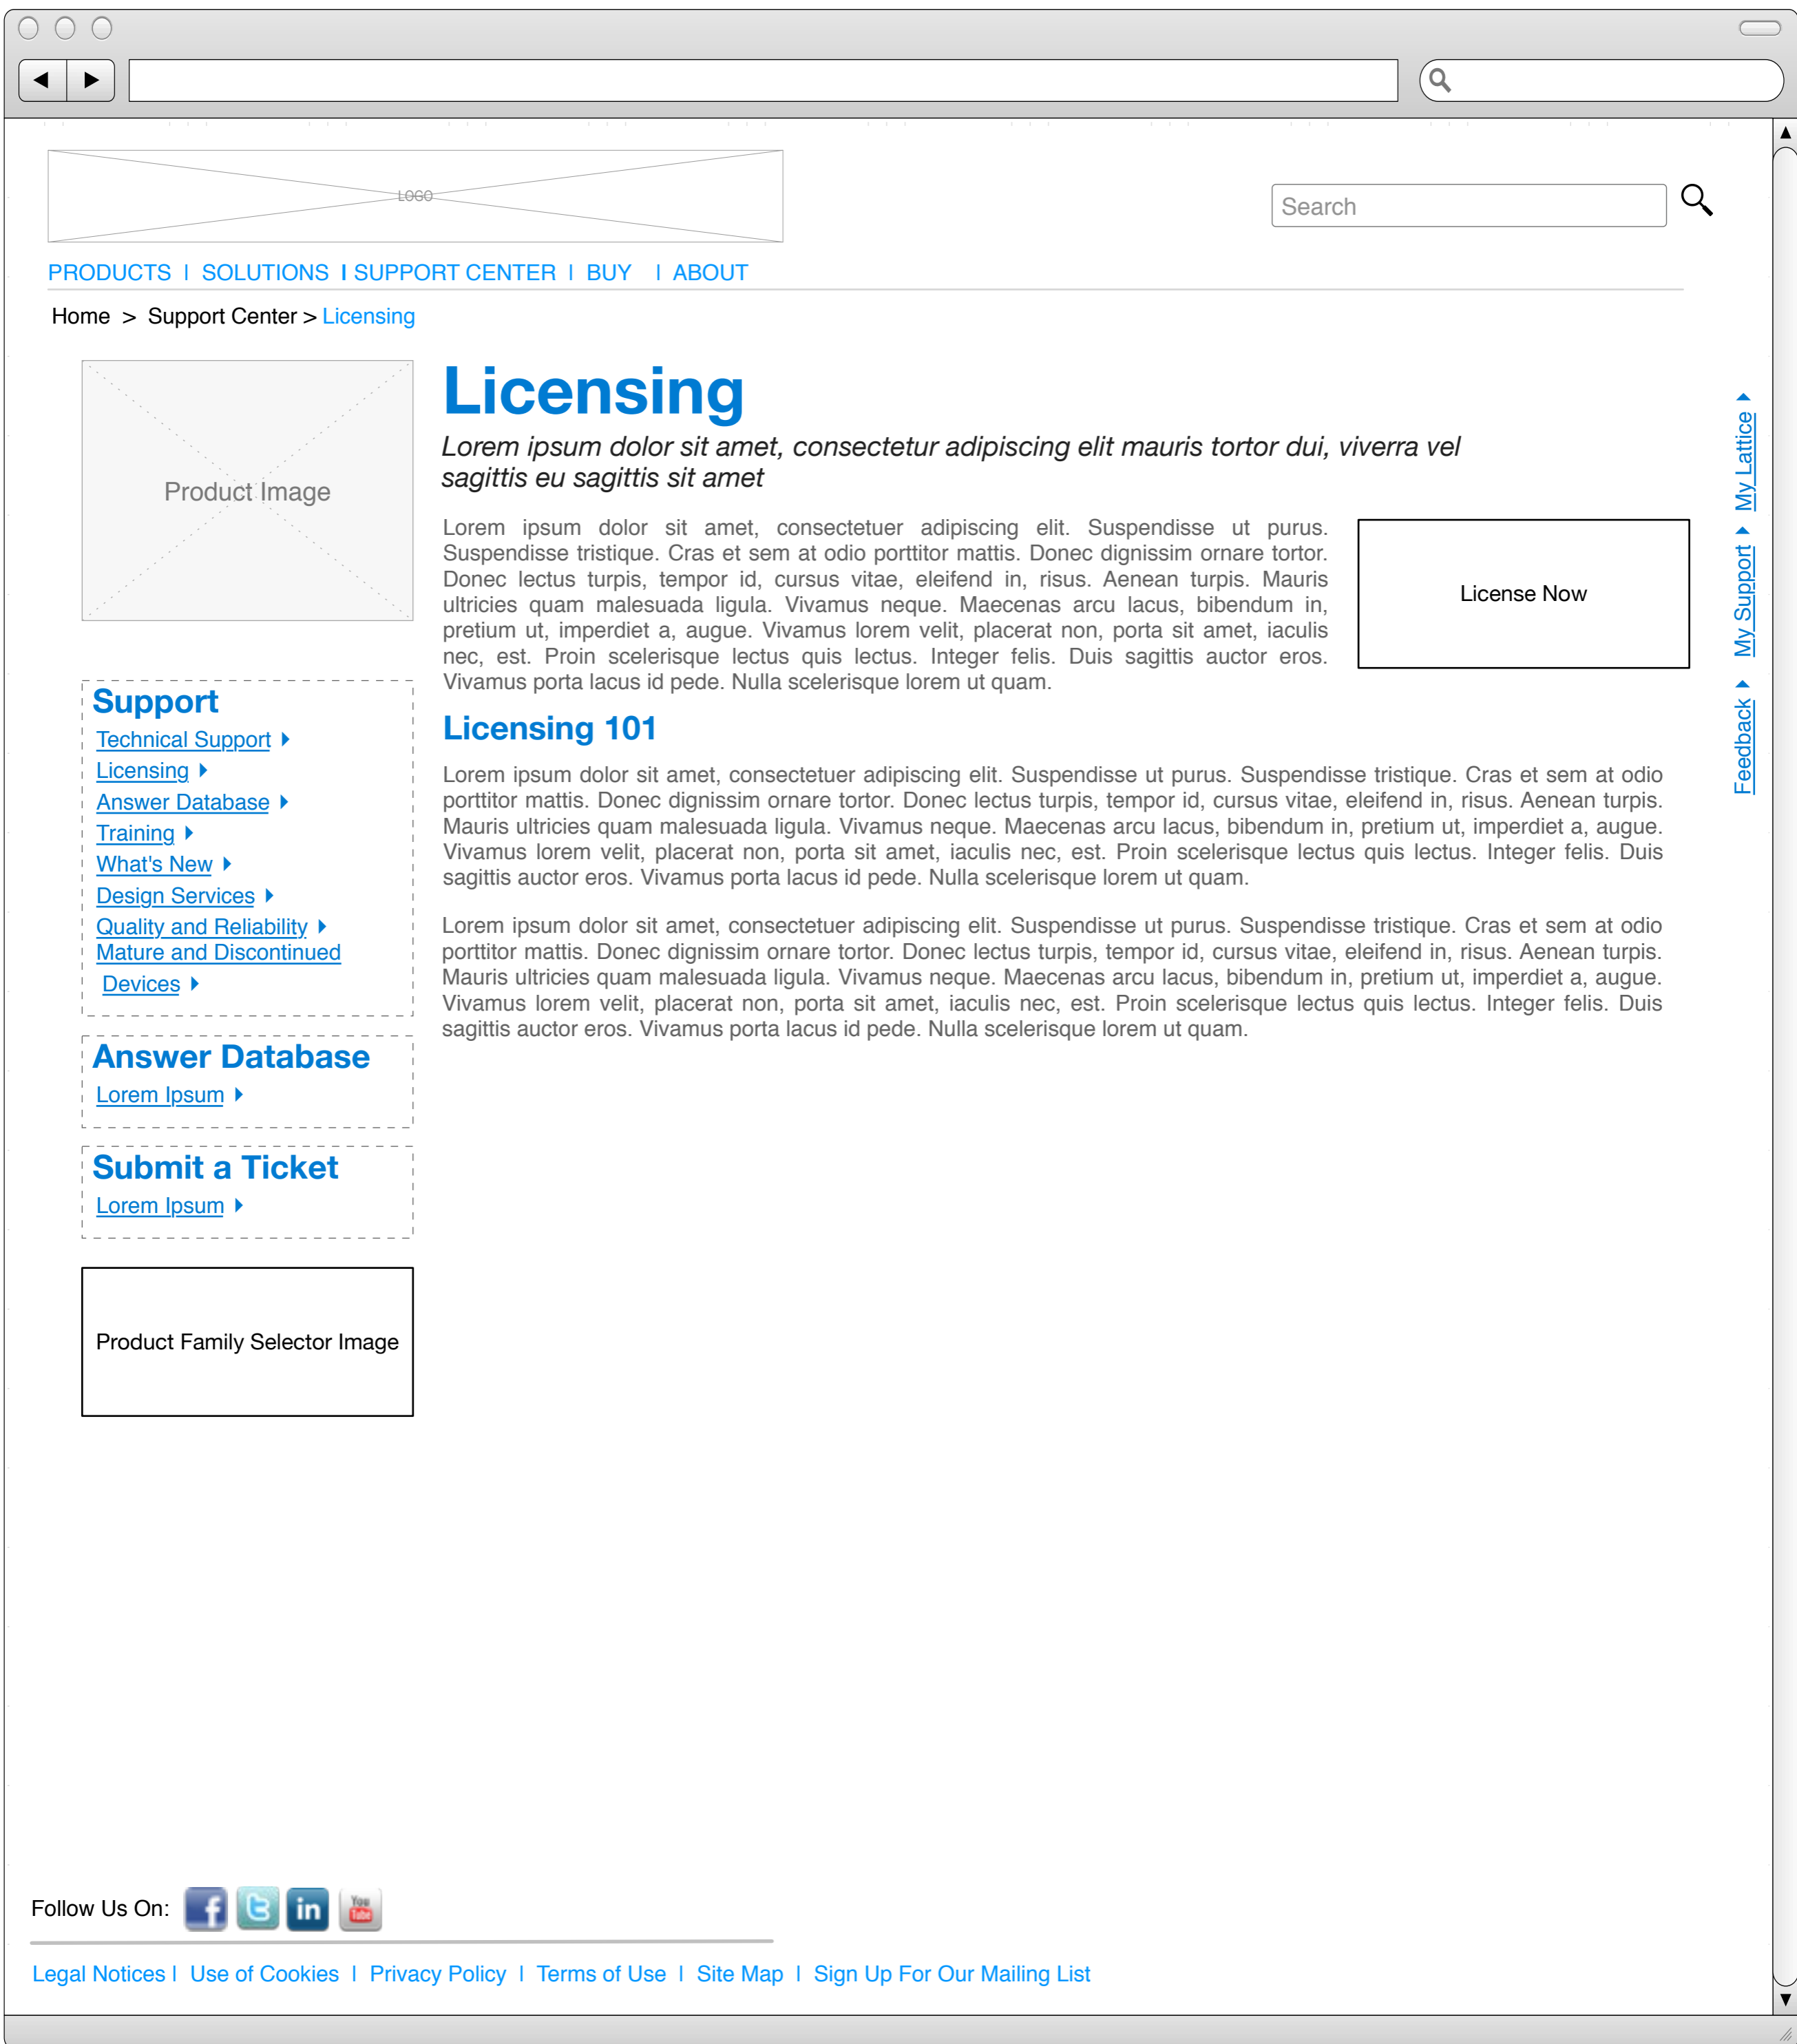 LOGO
Search
PRODUCTS | SOLUTIONS | SUPPORT CENTER | BUY | ABOUT
Home > Support Center > Licensing
Product Image
Support
Technical Support
Licensing
Answer Database
Training
What's New
Design Services
Quality and Reliability
Mature and Discontinued
Devices
Answer Database
Lorem Ipsum
Submit a Ticket
Lorem Ipsum
Product Family Selector Image
Licensing
Lorem ipsum dolor sit amet, consectetur adipiscing elit mauris tortor dui, viverra vel
sagittis eu sagittis sit amet
Lorem ipsum dolor sit amet, consectetuer adipiscing elit. Suspendisse ut purus.
Suspendisse tristique. Cras et sem at odio porttitor mattis. Donec dignissim ornare tortor.
Donec lectus turpis, tempor id, cursus vitae, eleifend in, risus. Aenean turpis. Mauris
ultricies quam malesuada ligula. Vivamus neque. Maecenas arcu lacus, bibendum in,
pretium ut, imperdiet a, augue. Vivamus lorem velit, placerat non, porta sit amet, iaculis
nec, est. Proin scelerisque lectus quis lectus. Integer felis. Duis sagittis auctor eros.
Vivamus porta lacus id pede. Nulla scelerisque lorem ut quam.
License Now
Licensing 101
Lorem ipsum dolor sit amet, consectetuer adipiscing elit. Suspendisse ut purus. Suspendisse tristique. Cras et sem at odio
porttitor mattis. Donec dignissim ornare tortor. Donec lectus turpis, tempor id, cursus vitae, eleifend in, risus. Aenean turpis.
Mauris ultricies quam malesuada ligula. Vivamus neque. Maecenas arcu lacus, bibendum in, pretium ut, imperdiet a, augue.
Vivamus lorem velit, placerat non, porta sit amet, iaculis nec, est. Proin scelerisque lectus quis lectus. Integer felis. Duis
sagittis auctor eros. Vivamus porta lacus id pede. Nulla scelerisque lorem ut quam.
Lorem ipsum dolor sit amet, consectetuer adipiscing elit. Suspendisse ut purus. Suspendisse tristique. Cras et sem at odio
porttitor mattis. Donec dignissim ornare tortor. Donec lectus turpis, tempor id, cursus vitae, eleifend in, risus. Aenean turpis.
Mauris ultricies quam malesuada ligula. Vivamus neque. Maecenas arcu lacus, bibendum in, pretium ut, imperdiet a, augue.
Vivamus lorem velit, placerat non, porta sit amet, iaculis nec, est. Proin scelerisque lectus quis lectus. Integer felis. Duis
sagittis auctor eros. Vivamus porta lacus id pede. Nulla scelerisque lorem ut quam.
My Lattice
My Support
Feedback
Follow Us On: f t in You Tube
Legal Notices | Use of Cookies | Privacy Policy | Terms of Use | Site Map | Sign Up For Our Mailing List